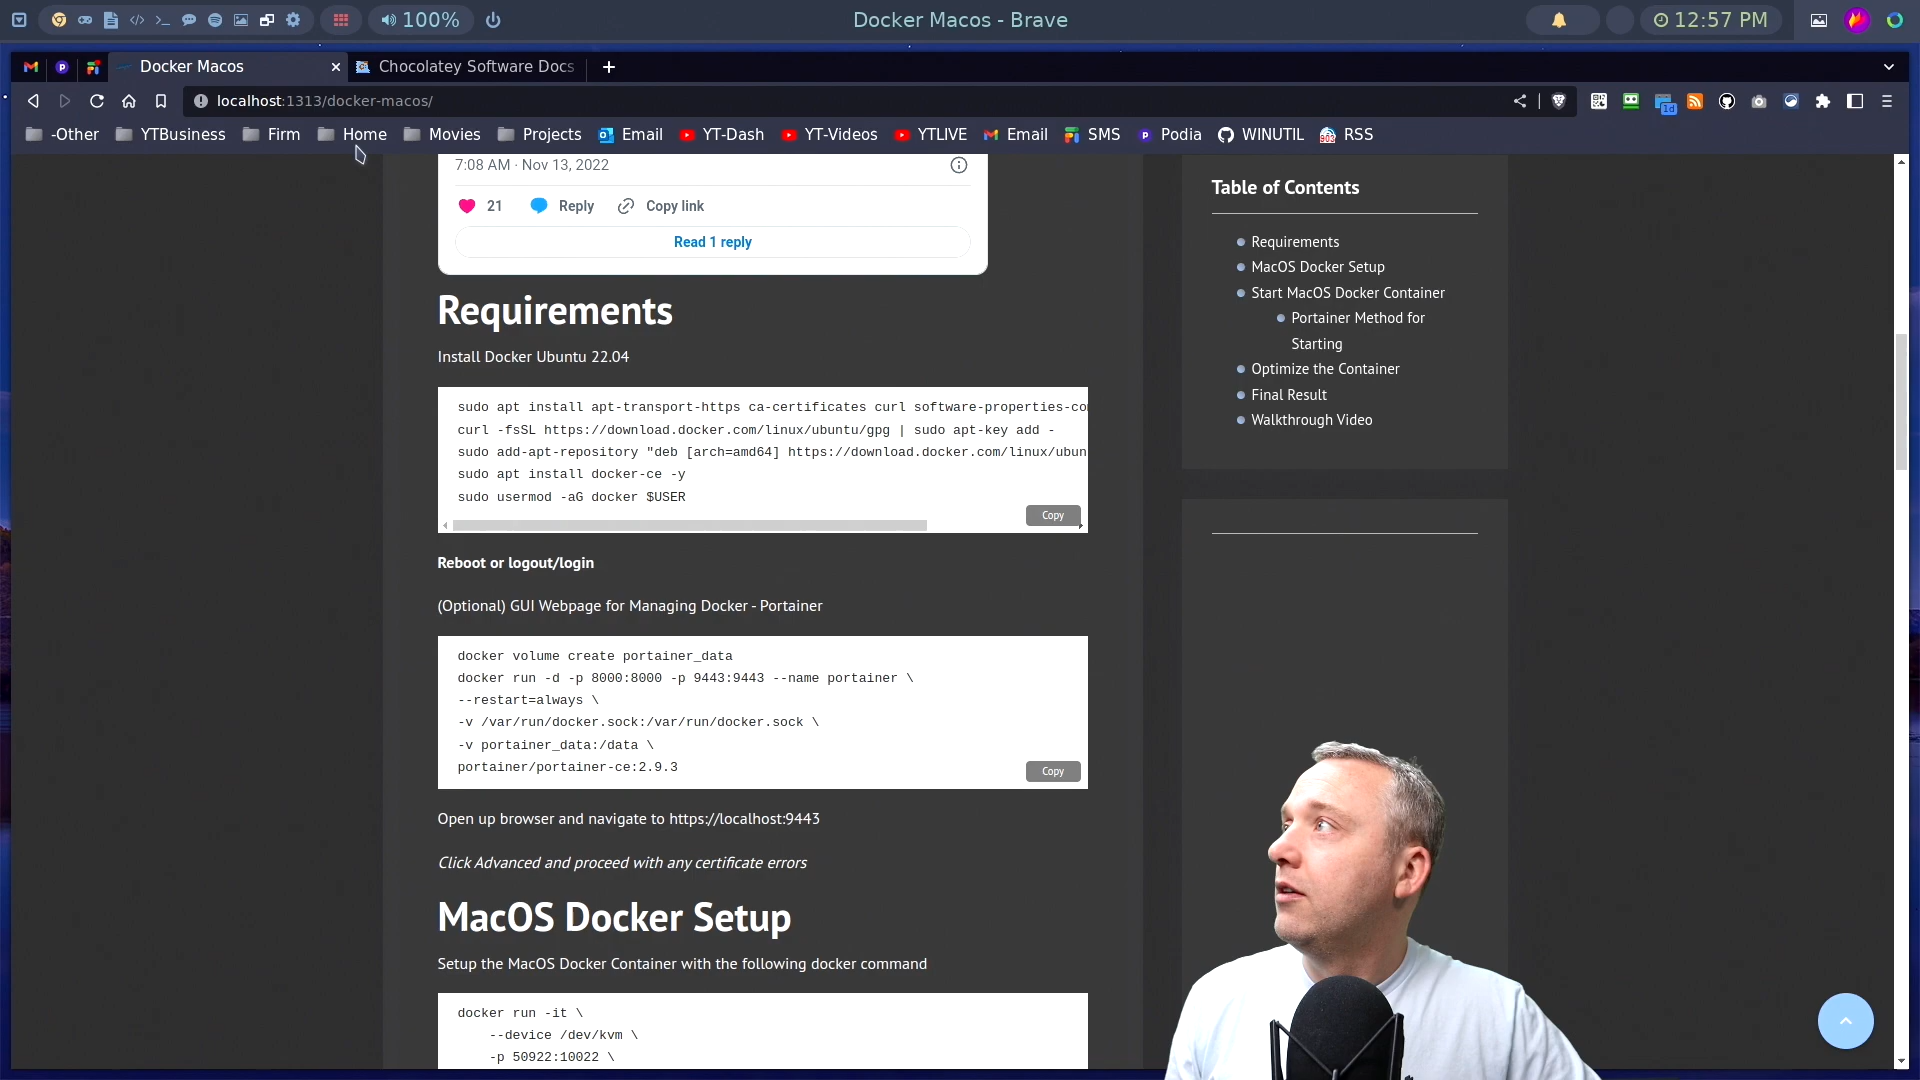 100%
Docker Macos - Brave
12:57 PM
Docker Macos
Chocolatey Software Docs
localhost:1313/docker-macos/
1d
-Other
YTBusiness
Firm
Home
Movies
Projects
Email
YT-Dash
YT-Videos
YTLIVE
Email
SMS
Podia
WINUTIL
RSS
7:08 AM · Nov 13, 2022
21
Reply
Copy link
Read 1 reply
Requirements
Install Docker Ubuntu 22.04
sudo apt install apt-transport-https ca-certificates curl software-properties-co
curl -fsSL https://download.docker.com/linux/ubuntu/gpg | sudo apt-key add -
sudo add-apt-repository "deb [arch=amd64] https://download.docker.com/linux/ubun
sudo apt install docker-ce -y
sudo usermod -aG docker $USER
Copy
Reboot or logout/login
(Optional) GUI Webpage for Managing Docker - Portainer
docker volume create portainer_data
docker run -d -p 8000:8000 -p 9443:9443 --name portainer \
--restart=always \
-v /var/run/docker.sock:/var/run/docker.sock \
-v portainer_data:/data \
portainer/portainer-ce:2.9.3
Copy
Open up browser and navigate to https://localhost:9443
Click Advanced and proceed with any certificate errors
MacOS Docker Setup
Setup the MacOS Docker Container with the following docker command
docker run -it \
--device /dev/kvm \
-p 50922:10022 \
Table of Contents
Requirements
MacOS Docker Setup
Start MacOS Docker Container
Portainer Method for
Starting
Optimize the Container
Final Result
Walkthrough Video